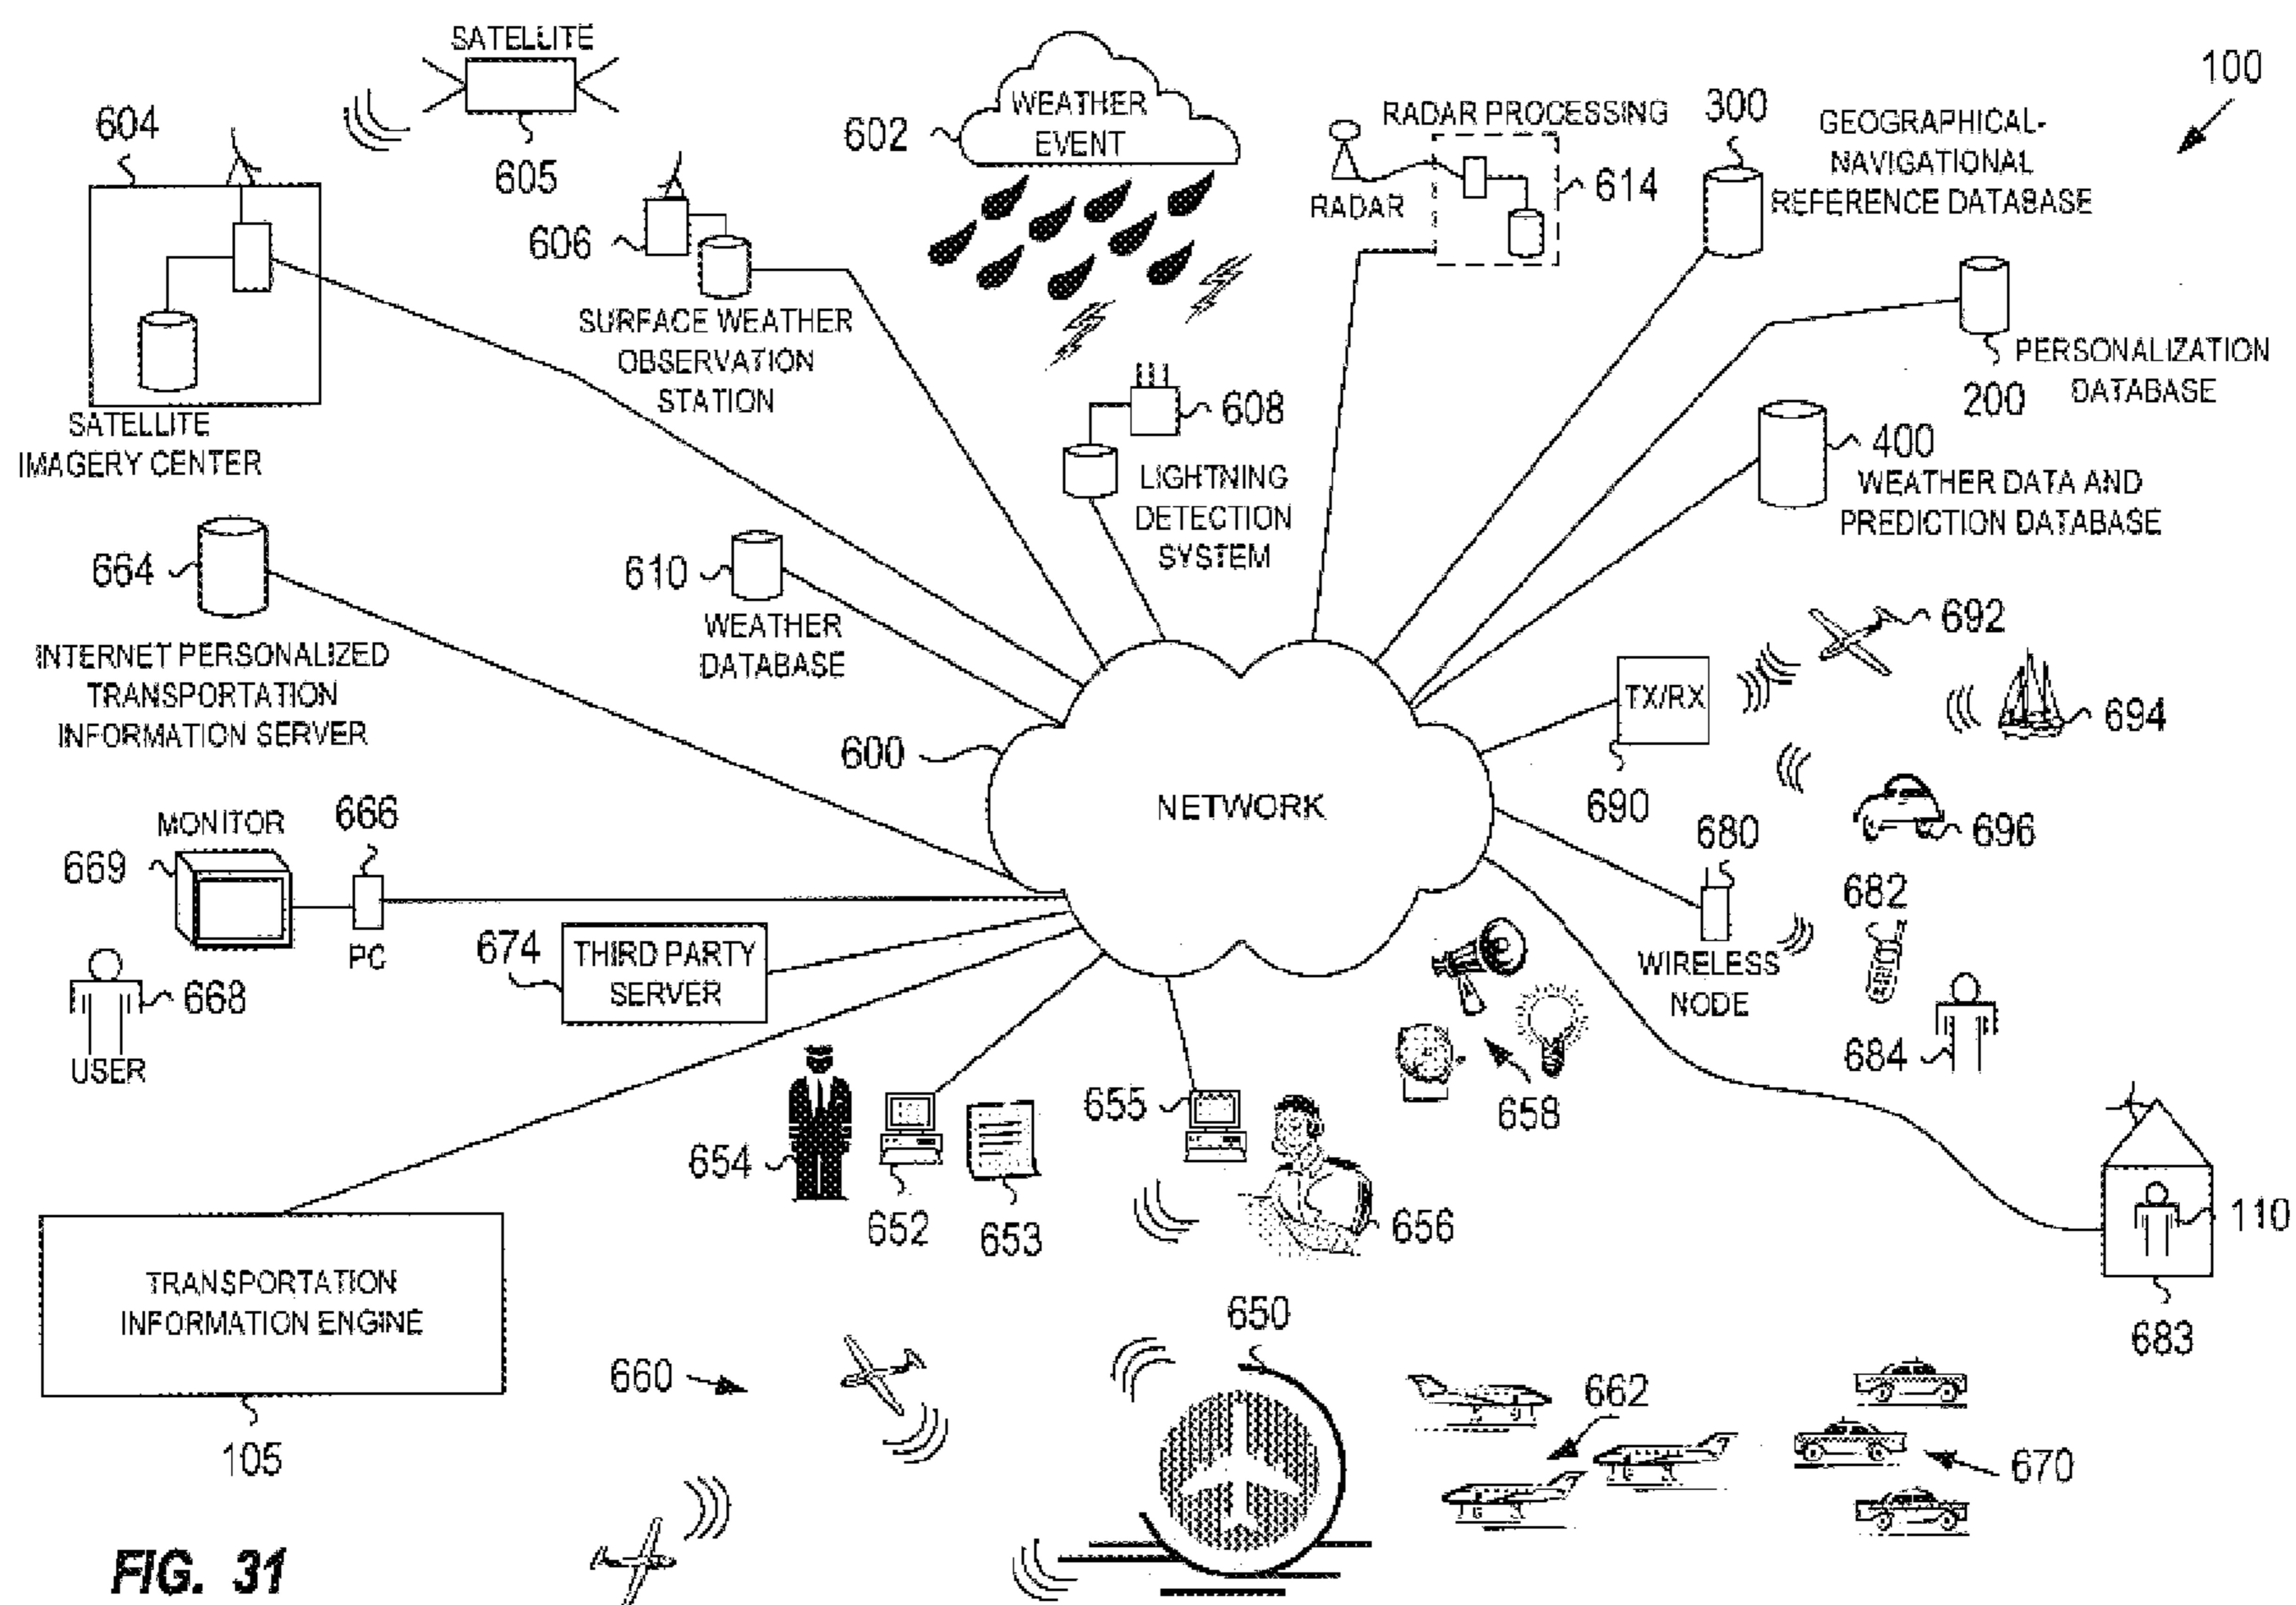 SATELLITE
605
604
SATELLITE
IMAGERY CENTER
606
SURFACE WEATHER
OBSERVATION
STATION
602
WEATHER
EVENT
608
LIGHTNING
DETECTION
SYSTEM
RADAR PROCESSING
RADAR
614
300
GEOGRAPHICAL-
NAVIGATIONAL
REFERENCE DATABASE
100
200
PERSONALIZATION
DATABASE
400
WEATHER DATA AND
PREDICTION DATABASE
664
INTERNET PERSONALIZED
TRANSPORTATION
INFORMATION SERVER
610
WEATHER
DATABASE
600
NETWORK
TX/RX
690
692
694
696
MONITOR
669
666
PC
668
USER
674
THIRD PARTY
SERVER
680
WIRELESS
NODE
682
684
654
652
653
655
656
658
110
683
TRANSPORTATION
INFORMATION ENGINE
105
660
650
662
670
FIG. 31